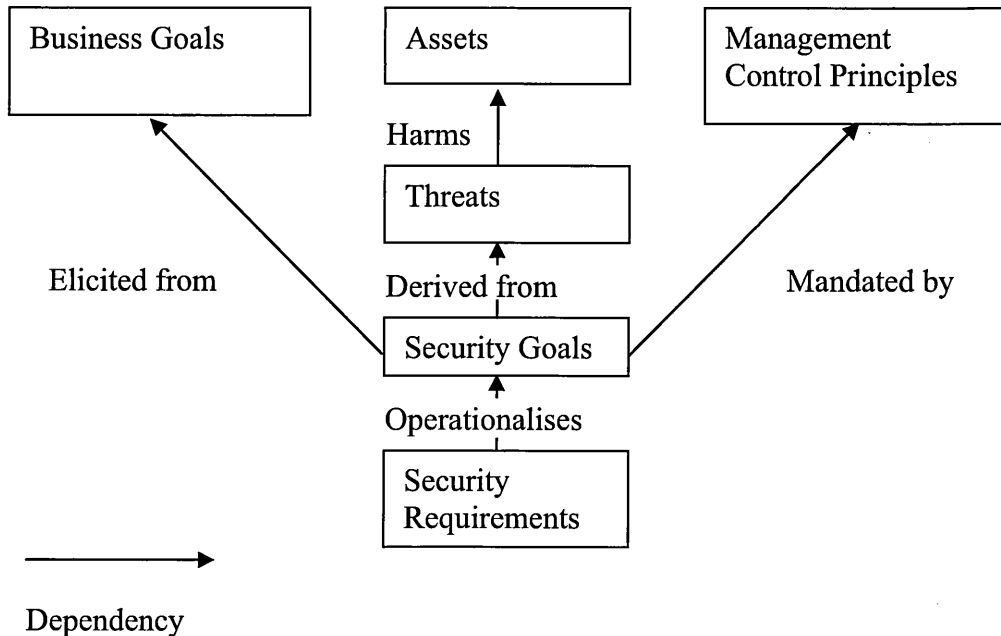 Business Goals
Assets
Management
Control Principles
Harms
Threats
Elicited from
Derived from
Mandated by
Security Goals
Operationalises
Security
Requirements
Dependency